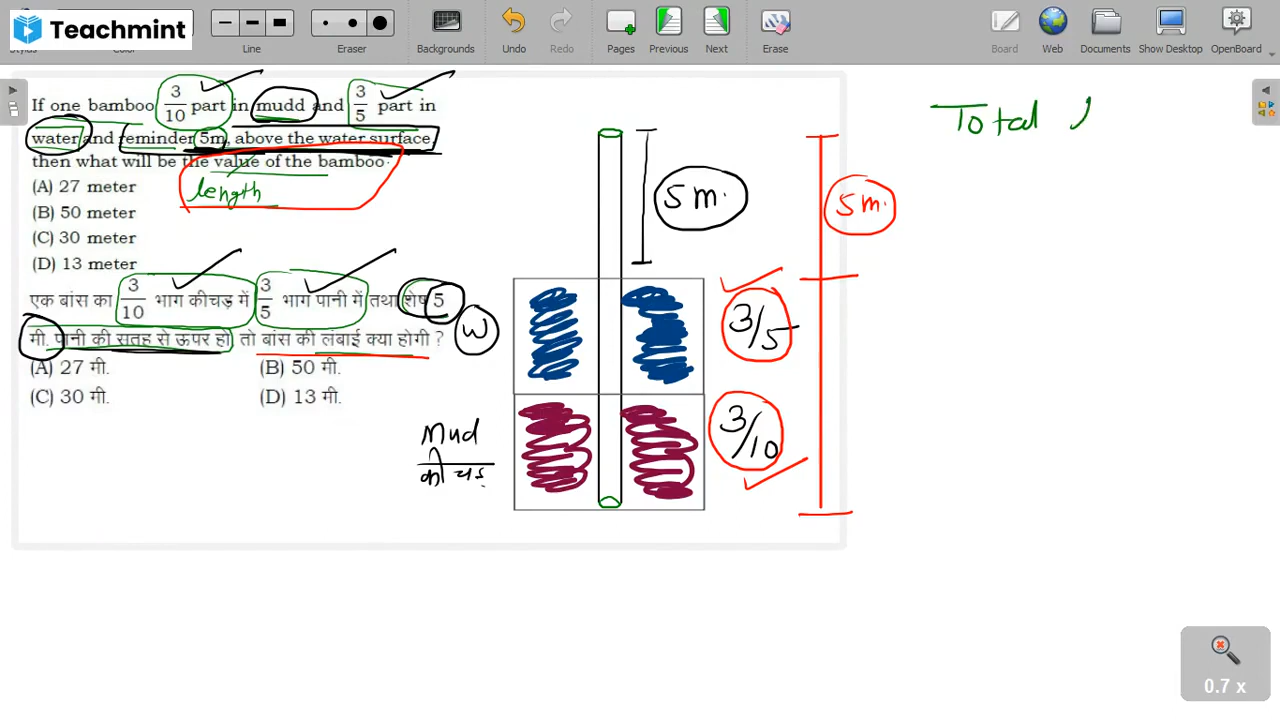 Teachmint
Styles
Color
Line
Eraser
Backgrounds
Undo
Redo
Pages
Previous
Next
Erase
Board
Web
Documents
Show Desktop
OpenBoard
If one bamboo 3/10 part in mudd and 3/5 part in
water and reminder 5m, above the water surface,
then what will be the value of the bamboo.
length
(A) 27 meter
(B) 50 meter
(C) 30 meter
(D) 13 meter
एक बांस का 3/10 भाग कीचड़ में 3/5 भाग पानी में तथा शेष 5
मी. पानी की सतह से ऊपर हो तो बांस की लंबाई क्या होगी ?
(A) 27 मी. (B) 50 मी.
(C) 30 मी. (D) 13 मी.
W
Mud
कीचड़
5 m.
3/5
3/10
5 m.
Total
0.7 x